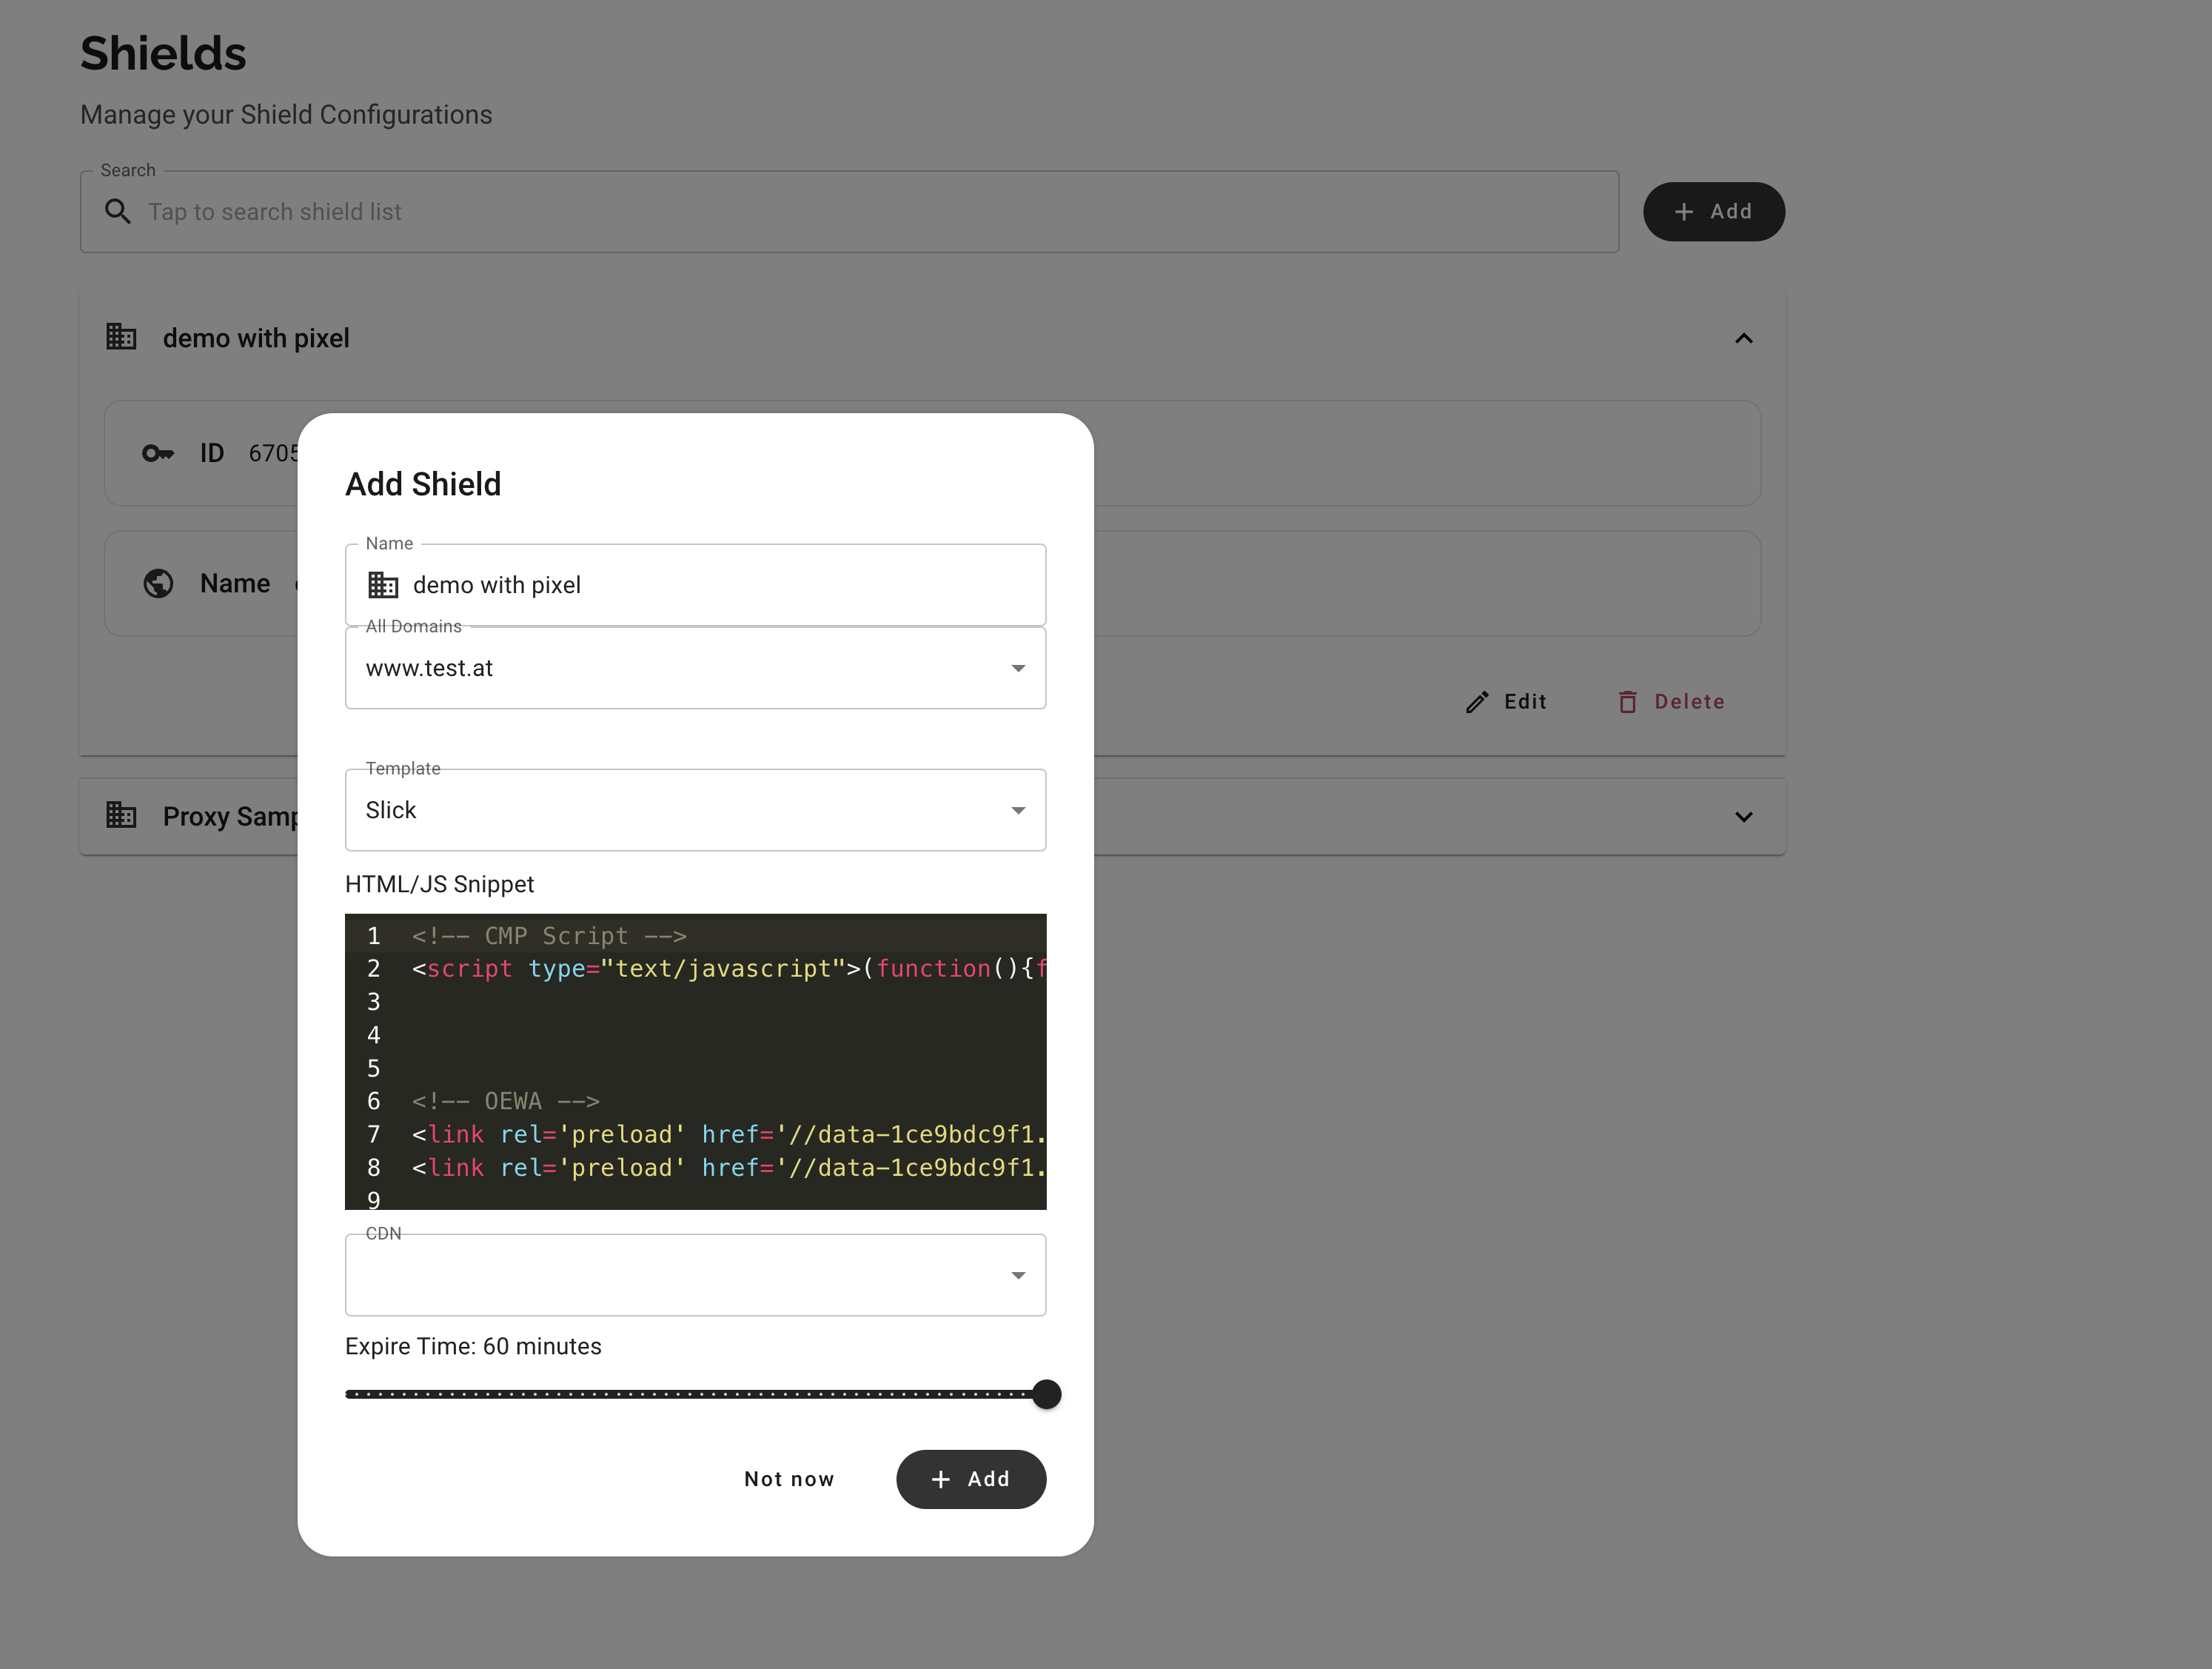 Shields
Manage your Shield Configurations
Search
Tap to search shield list
Add
demo with pixel
ID 6705
Name
Edit
Delete
Proxy Samp
Add Shield
Name
demo with pixel
All Domains
www.test.at
Template
Slick
HTML/JS Snippet
1 <!-- CMP Script -->
2 <script type="text/javascript">(function(){f
3
4
5
6 <!-- OEWA -->
7 <link rel='preload' href='//data-1ce9bdc9f1.
8 <link rel='preload' href='//data-1ce9bdc9f1.
9
CDN
Expire Time: 60 minutes
Not now
Add